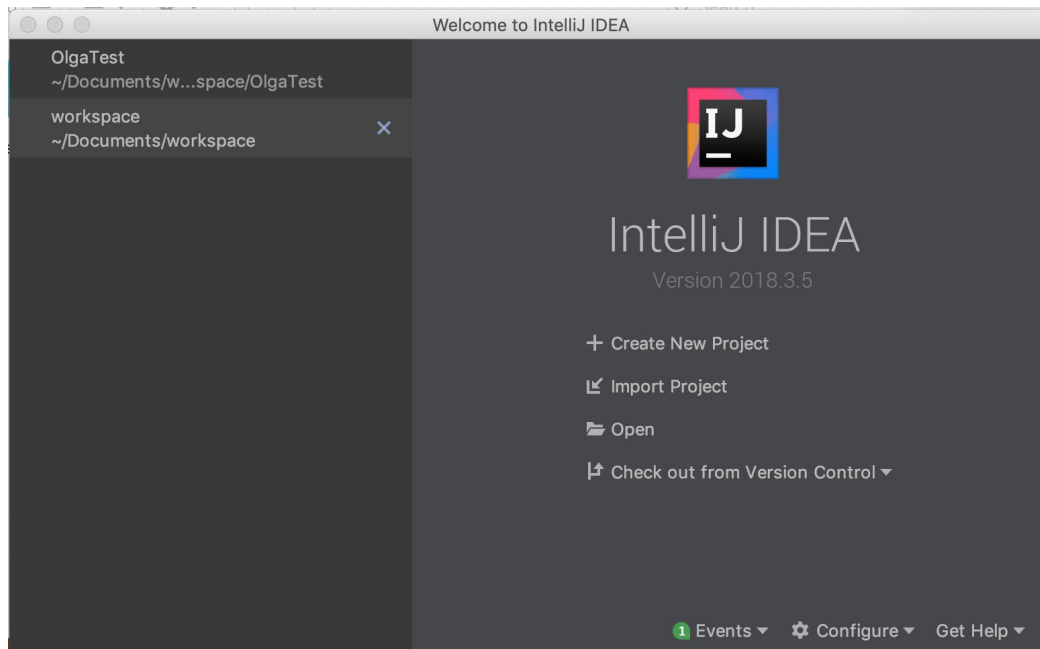 Welcome to IntelliJ IDEA
OlgaTest
~/Documents/w...space/OlgaTest
workspace
~/Documents/workspace
IJ
IntelliJ IDEA
Version 2018.3.5
Create New Project
Import Project
Open
Check out from Version Control
1 Events
Configure
Get Help